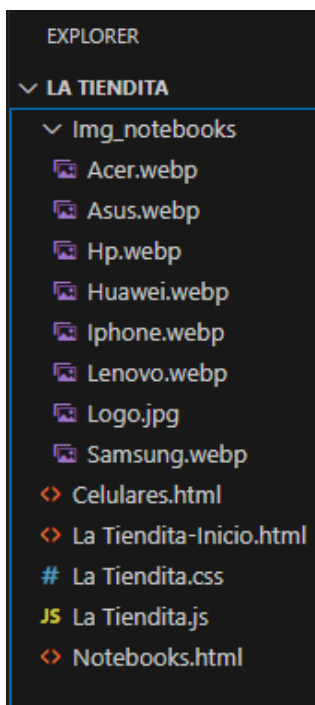 EXPLORER
LA TIENDITA
Img_notebooks
Acer.webp
Asus.webp
Hp.webp
Huawei.webp
Iphone.webp
Lenovo.webp
Logo.jpg
Samsung.webp
<> Celulares.html
<> La Tiendita-Inicio.html
# La Tiendita.css
JS La Tiendita.js
<> Notebooks.html